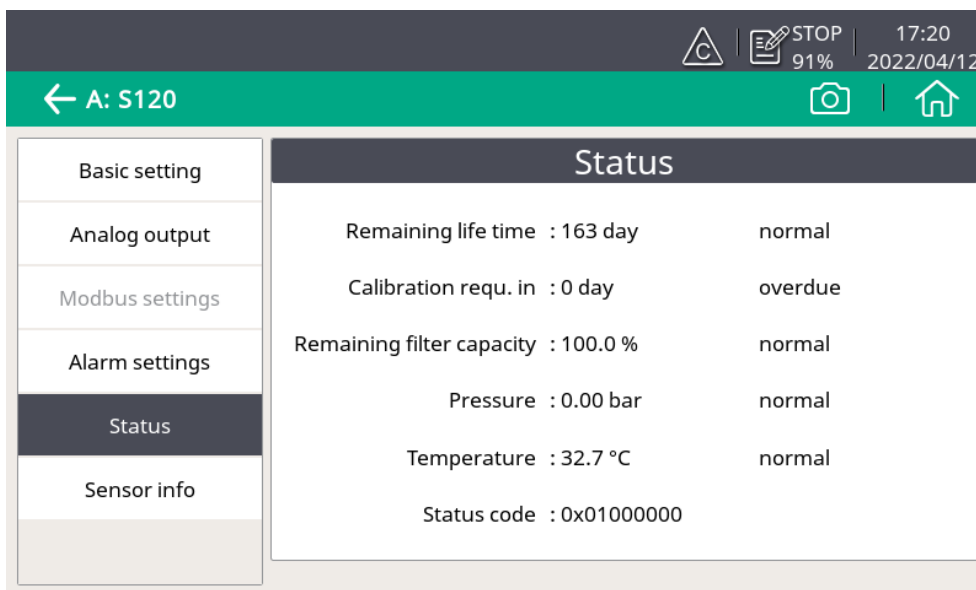 C STOP 17:20
91% 2022/04/12
A: S120
Basic setting
Analog output
Modbus settings
Alarm settings
Status
Sensor info
Status
Remaining life time : 163 day normal
Calibration requ. in : 0 day overdue
Remaining filter capacity : 100.0 % normal
Pressure : 0.00 bar normal
Temperature : 32.7 °C normal
Status code : 0x01000000